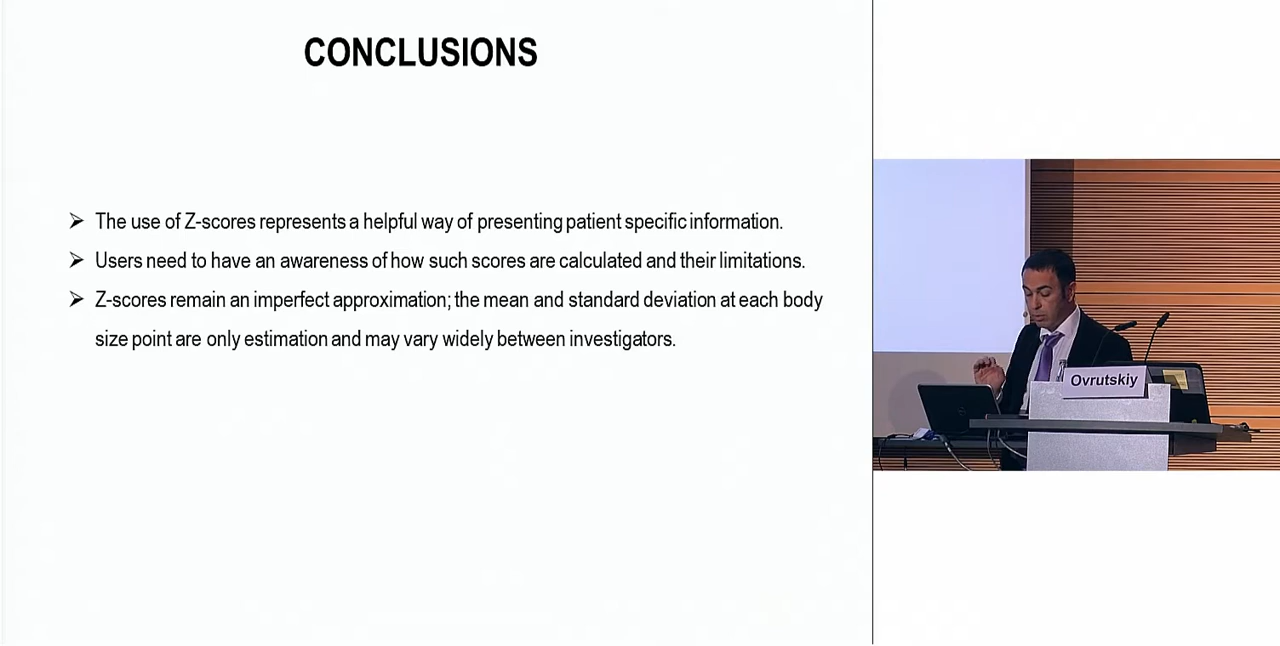 CONCLUSIONS
➢ The use of Z-scores represents a helpful way of presenting patient specific information.
➢ Users need to have an awareness of how such scores are calculated and their limitations.
➢ Z-scores remain an imperfect approximation; the mean and standard deviation at each body
size point are only estimation and may vary widely between investigators.
Ovrutskiy